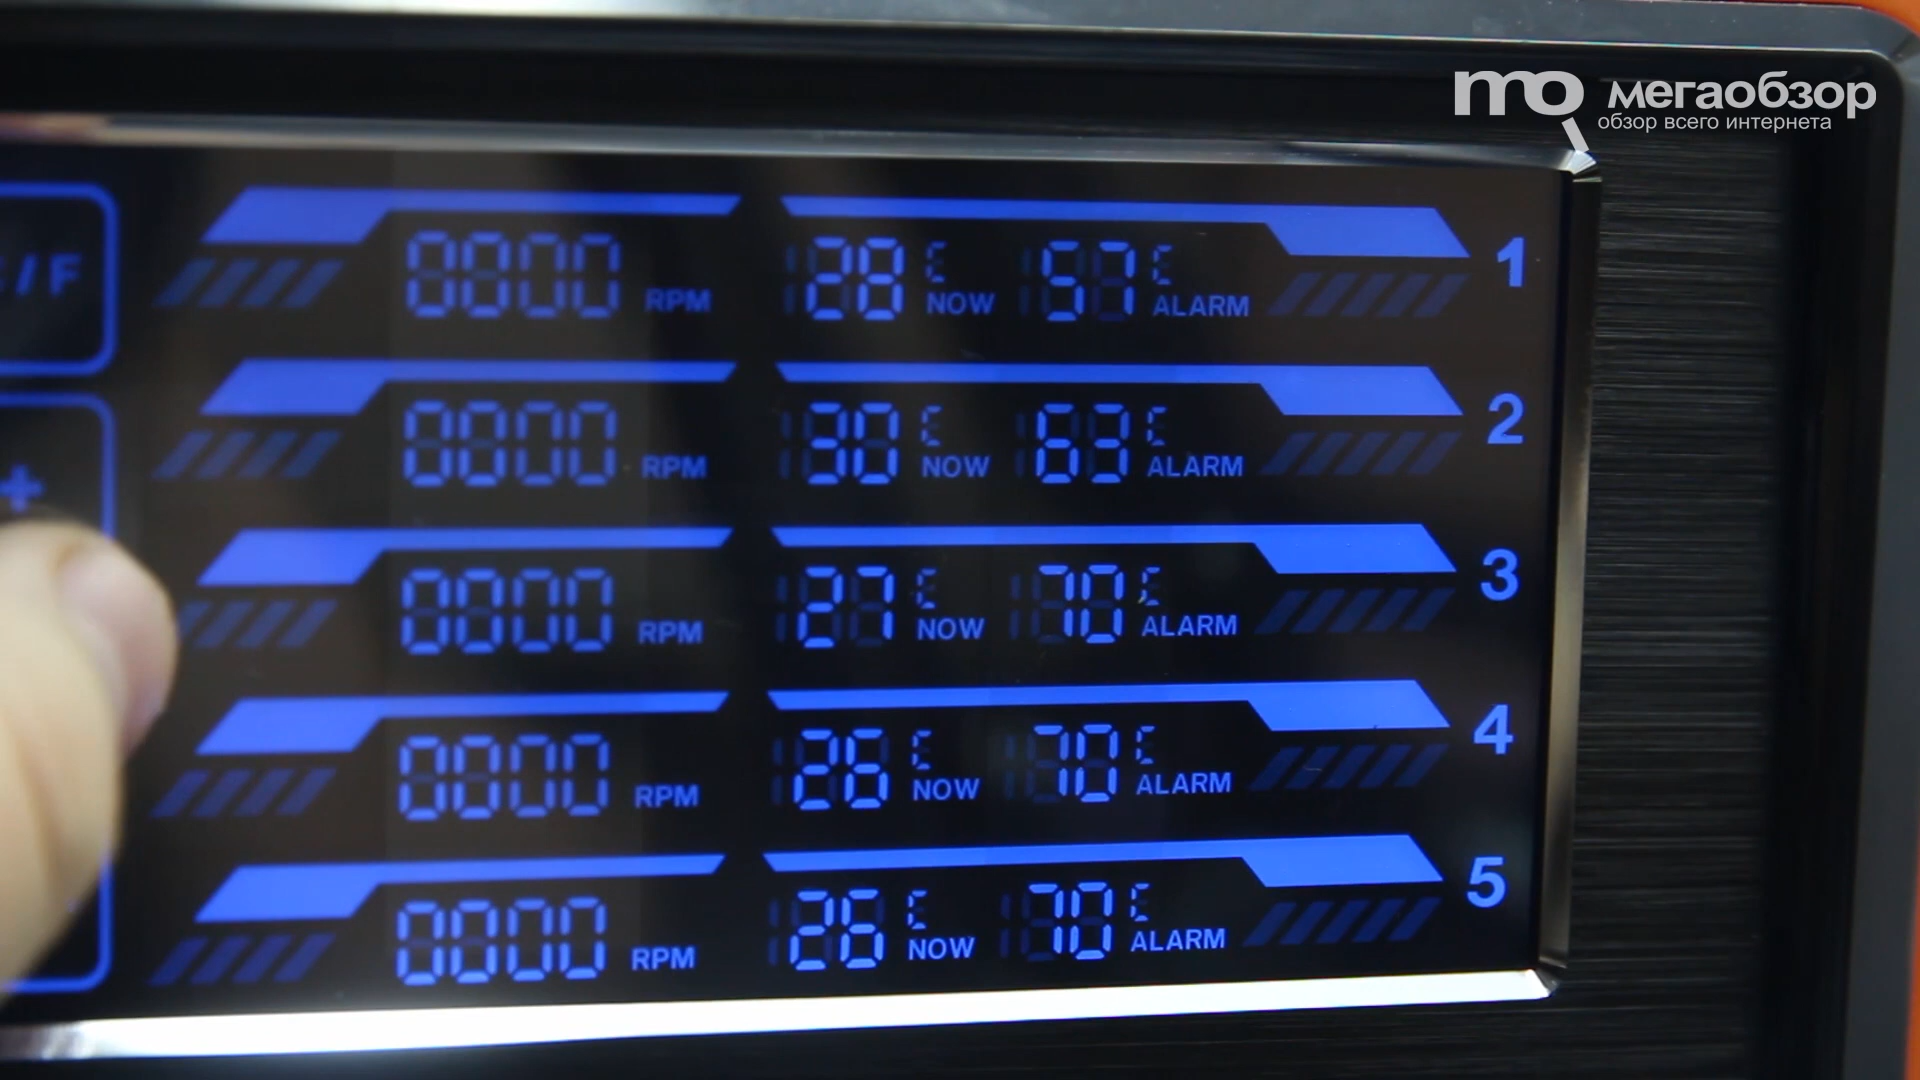 mo мегаобзор
обзор всего интернета
/F
0000 RPM 28 C NOW 57 C ALARM 1
0000 RPM 30 C NOW 63 C ALARM 2
+
0000 RPM 27 C NOW 70 C ALARM 3
0000 RPM 26 C NOW 70 C ALARM 4
0000 RPM 26 C NOW 70 C ALARM 5